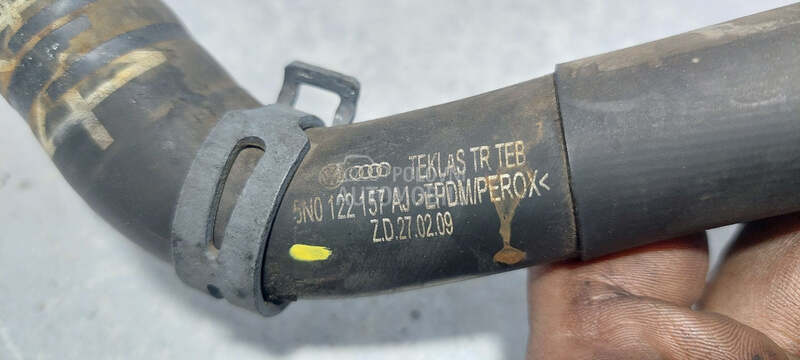 TEKLAS TR TEB
5N0 122 157 AJ >EPDM/PEROX<
Z.D.27.02.09